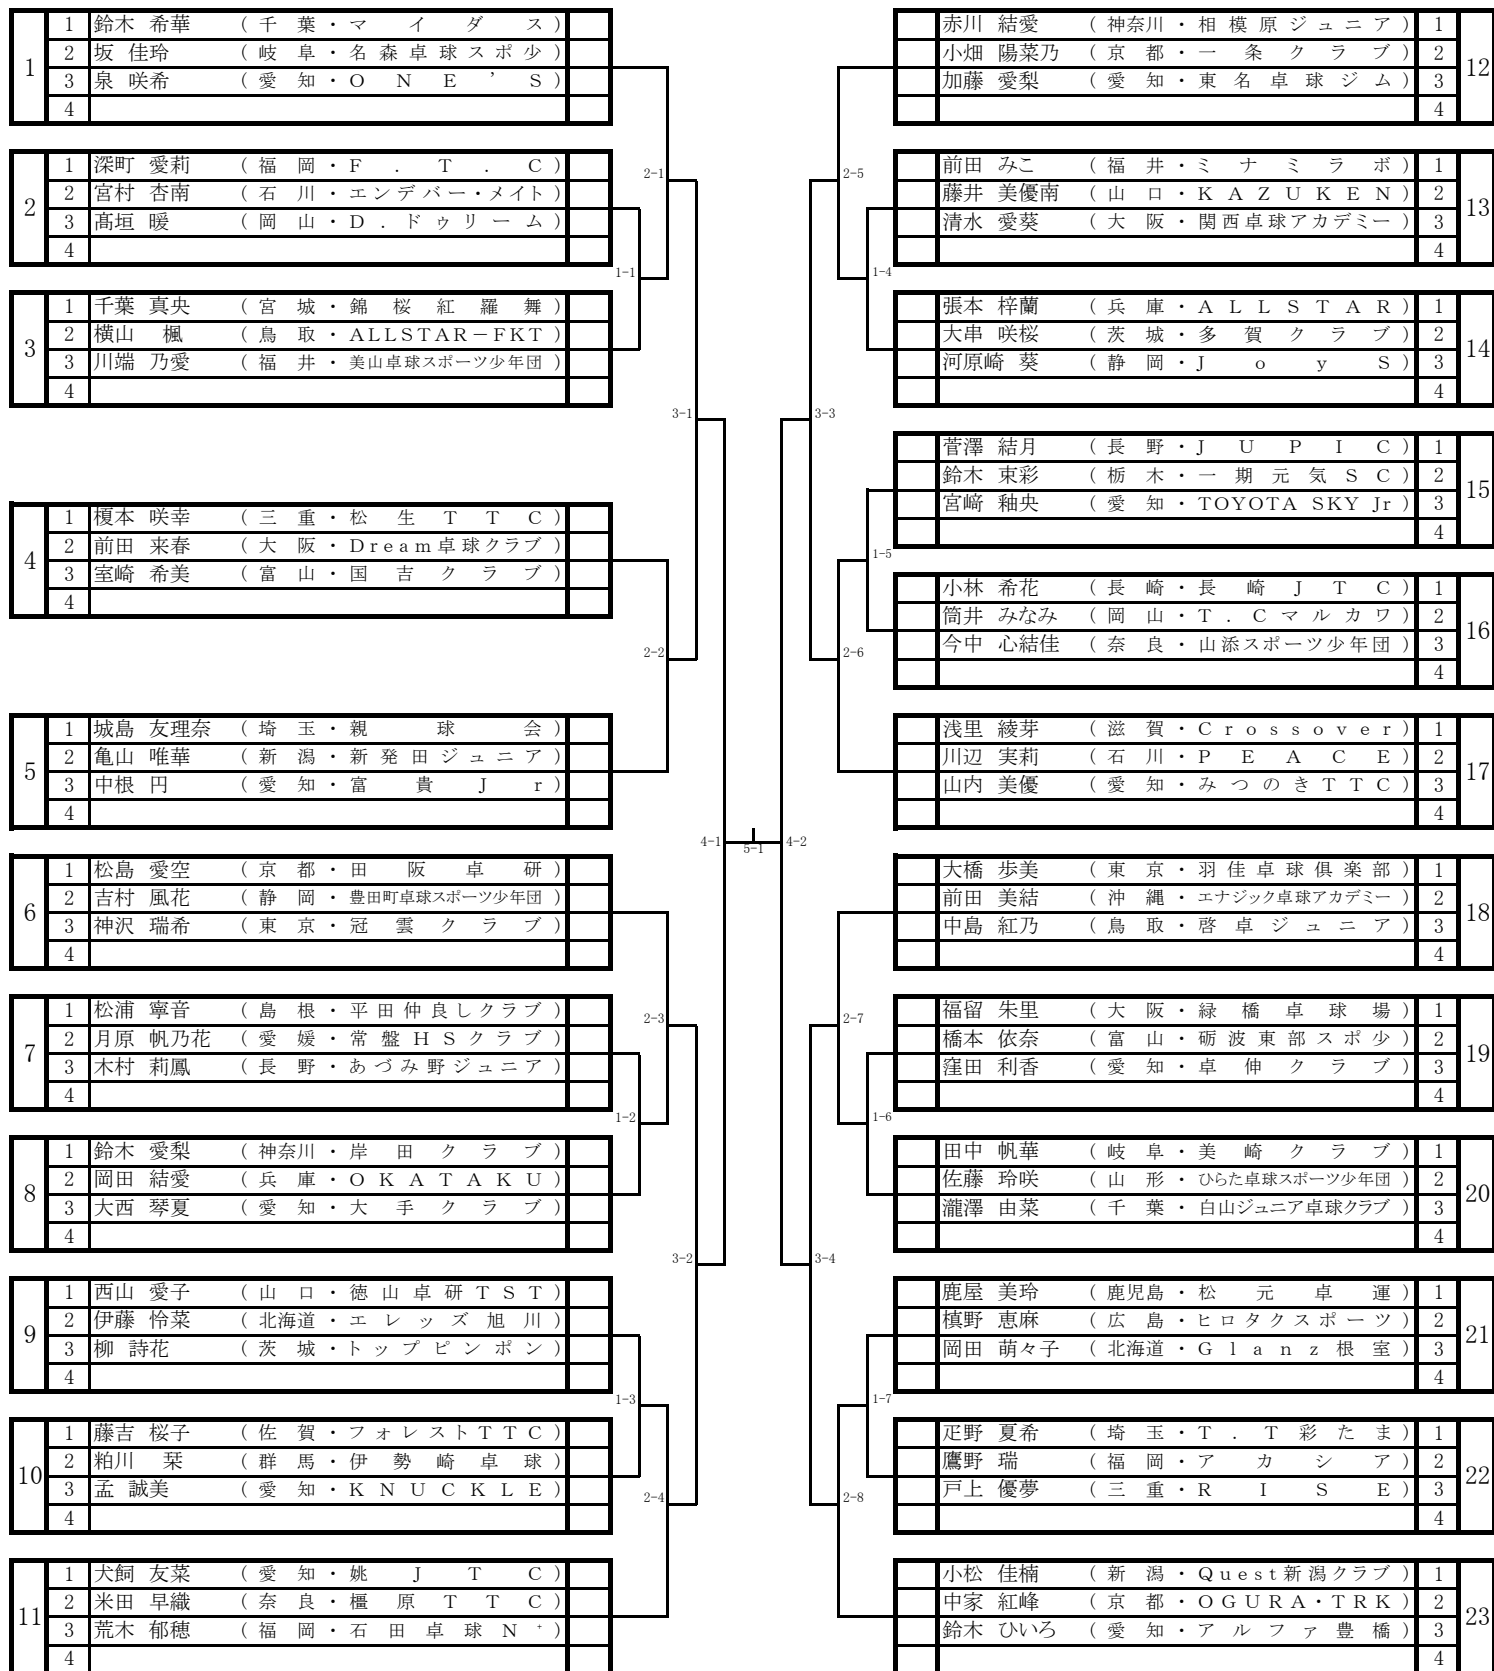 1
1 鈴木 希華 (千葉・マイダス)
2 坂 佳玲 (岐阜・名森卓球スポ少)
3 泉 咲希 (愛知・ONE'S)
4
2
1 深町 愛莉 (福岡・F.T.C)
2 宮村 杏南 (石川・エンデバー・メイト)
3 髙垣 暖 (岡山・D.ドゥリーム)
4
3
1 千葉 真央 (宮城・錦桜紅羅舞)
2 横山 楓 (鳥取・ALLSTAR－FKT)
3 川端 乃愛 (福井・美山卓球スポーツ少年団)
4
4
1 榎本 咲幸 (三重・松生TTC)
2 前田 来春 (大阪・Dream卓球クラブ)
3 室崎 希美 (富山・国吉クラブ)
4
5
1 城島 友理奈 (埼玉・親球会)
2 亀山 唯華 (新潟・新発田ジュニア)
3 中根 円 (愛知・富貴Jr)
4
6
1 松島 愛空 (京都・田阪卓研)
2 吉村 風花 (静岡・豊田町卓球スポーツ少年団)
3 神沢 瑞希 (東京・冠雲クラブ)
4
7
1 松浦 寧音 (島根・平田仲良しクラブ)
2 月原 帆乃花 (愛媛・常盤HSクラブ)
3 木村 莉鳳 (長野・あづみ野ジュニア)
4
8
1 鈴木 愛梨 (神奈川・岸田クラブ)
2 岡田 結愛 (兵庫・OKATAKU)
3 大西 琴夏 (愛知・大手クラブ)
4
9
1 西山 愛子 (山口・徳山卓研TST)
2 伊藤 怜菜 (北海道・エレッズ旭川)
3 柳 詩花 (茨城・トップピンポン)
4
10
1 藤吉 桜子 (佐賀・フォレストTTC)
2 粕川 栞 (群馬・伊勢崎卓球)
3 孟 誠美 (愛知・KNUCKLE)
4
11
1 犬飼 友菜 (愛知・姚JTC)
2 米田 早織 (奈良・橿原TTC)
3 荒木 郁穂 (福岡・石田卓球N⁺)
4
1-1
2-1
3-1
2-2
4-1
5-1
2-3
1-2
3-2
1-3
2-4
2-5
1-4
3-3
1-5
2-6
4-2
2-7
1-6
3-4
1-7
2-8
赤川 結愛 (神奈川・相模原ジュニア) 1
小畑 陽菜乃 (京都・一条クラブ) 2
加藤 愛梨 (愛知・東名卓球ジム) 3
4
12
前田 みこ (福井・ミナミラボ) 1
藤井 美優南 (山口・KAZUKEN) 2
清水 愛葵 (大阪・関西卓球アカデミー) 3
4
13
張本 梓蘭 (兵庫・ALLSTAR) 1
大串 咲桜 (茨城・多賀クラブ) 2
河原崎 葵 (静岡・JoyS) 3
4
14
菅澤 結月 (長野・JUPIC) 1
鈴木 束彩 (栃木・一期元気SC) 2
宮﨑 釉央 (愛知・TOYOTA SKY Jr) 3
4
15
小林 希花 (長崎・長崎JTC) 1
筒井 みなみ (岡山・T.Cマルカワ) 2
今中 心結佳 (奈良・山添スポーツ少年団) 3
4
16
浅里 綾芽 (滋賀・Crossover) 1
川辺 実莉 (石川・PEACE) 2
山内 美優 (愛知・みつのきTTC) 3
4
17
大橋 歩美 (東京・羽佳卓球倶楽部) 1
前田 美結 (沖縄・エナジック卓球アカデミー) 2
中島 紅乃 (鳥取・啓卓ジュニア) 3
4
18
福留 朱里 (大阪・緑橋卓球場) 1
橋本 依奈 (富山・砺波東部スポ少) 2
窪田 利香 (愛知・卓伸クラブ) 3
4
19
田中 帆華 (岐阜・美崎クラブ) 1
佐藤 玲咲 (山形・ひらた卓球スポーツ少年団) 2
瀧澤 由菜 (千葉・白山ジュニア卓球クラブ) 3
4
20
鹿屋 美玲 (鹿児島・松元卓運) 1
槙野 恵麻 (広島・ヒロタクスポーツ) 2
岡田 萌々子 (北海道・Glanz根室) 3
4
21
疋野 夏希 (埼玉・T.T彩たま) 1
鷹野 瑞 (福岡・アカシア) 2
戸上 優夢 (三重・RISE) 3
4
22
小松 佳楠 (新潟・Quest新潟クラブ) 1
中家 紅峰 (京都・OGURA・TRK) 2
鈴木 ひいろ (愛知・アルファ豊橋) 3
4
23